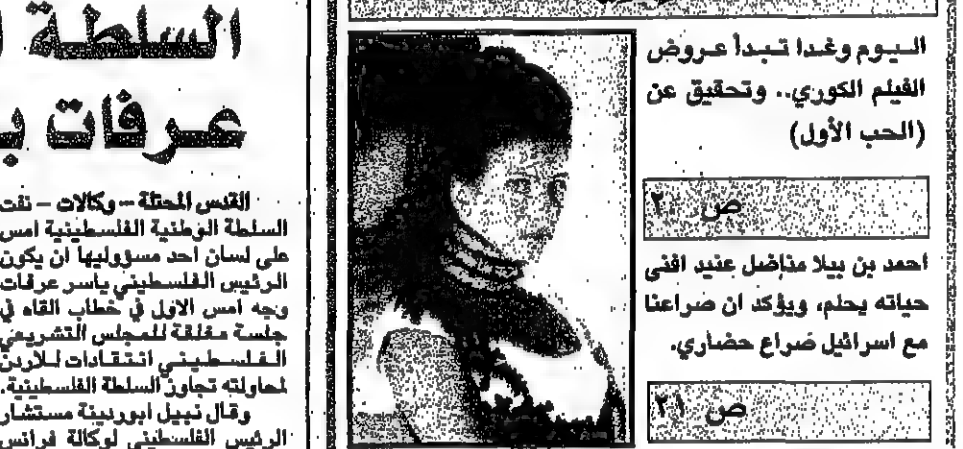 اليوم وغدا تبدأ عروض
الفيلم الكوري.. وتحقيق عن
(الحب الأول)
ص ٢٠
احمد بن بيلا مناضل عنيد افنى
حياته يحلم، ويؤكد ان صراعنا
مع اسرائيل صراع حضاري.
ص ٢١
السلطة
عرفات
القدس المحتلة – وكالات – نفت
السلطة الوطنية الفلسطينية امس
على لسان احد مسؤوليها ان يكون
الرئيس الفلسطيني ياسر عرفات
وجه امس الاول في خطاب القاه في
جلسة مغلقة للمجلس التشريعي
الفلسطيني انتقادات للاردن
لمحاولته تجاوز السلطة الفلسطينية.
وقال نبيل ابوردينة مستشار
الرئيس الفلسطيني لوكالة فرانس